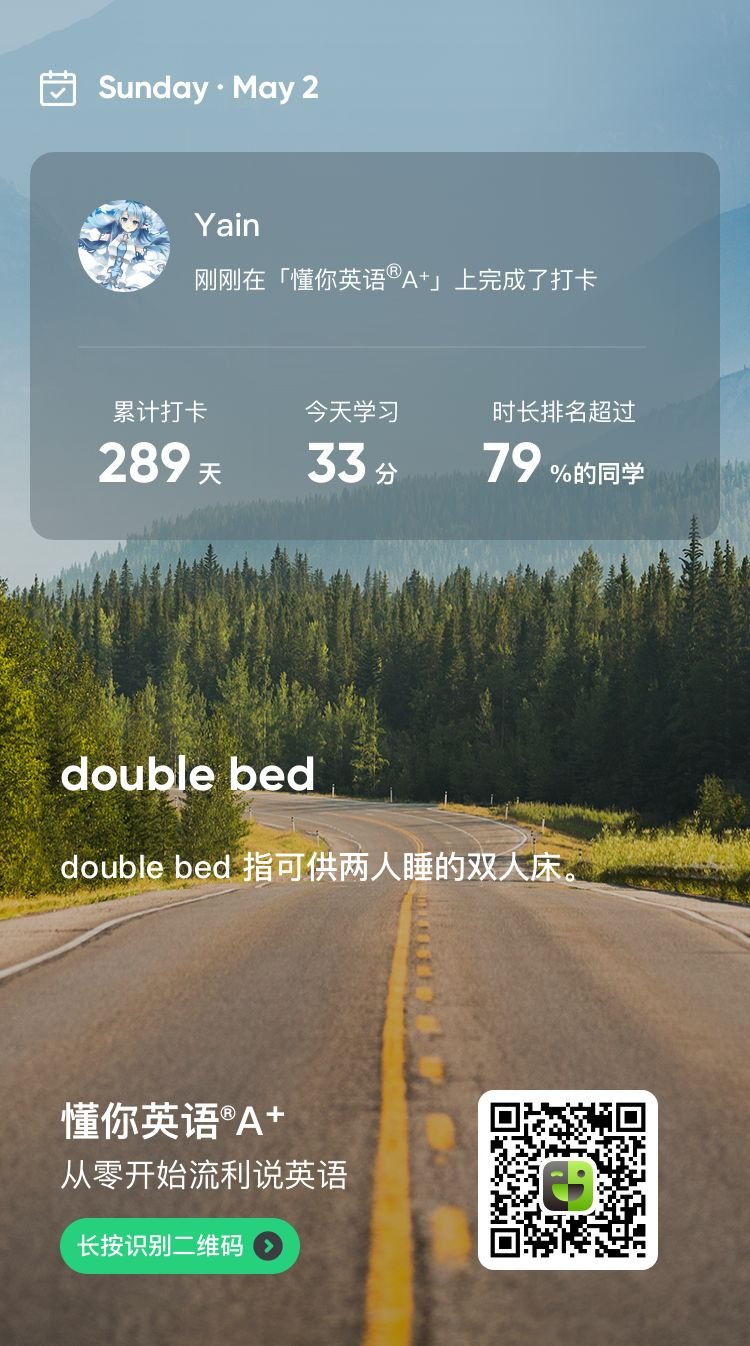 Sunday · May 2
Yain
刚刚在「懂你英语®A⁺」上完成了打卡
累计打卡 今天学习 时长排名超过
289 天 33 分 79 %的同学
double bed
double bed 指可供两人睡的双人床。
懂你英语®A⁺
从零开始流利说英语
长按识别二维码